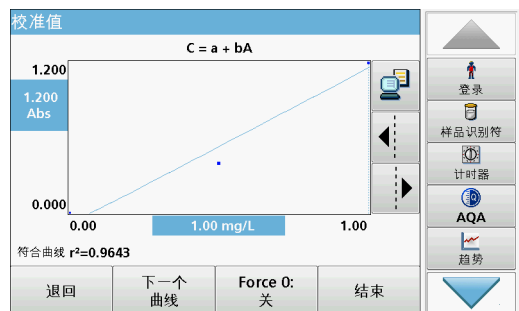 校准值
C = a + bA
1.200
1.200
Abs
0.000
0.00
1.00 mg/L
1.00
符合曲线 r²=0.9643
退回
下一个
曲线
Force 0:
关
结束
登录
样品识别符
计时器
AQA
趋势